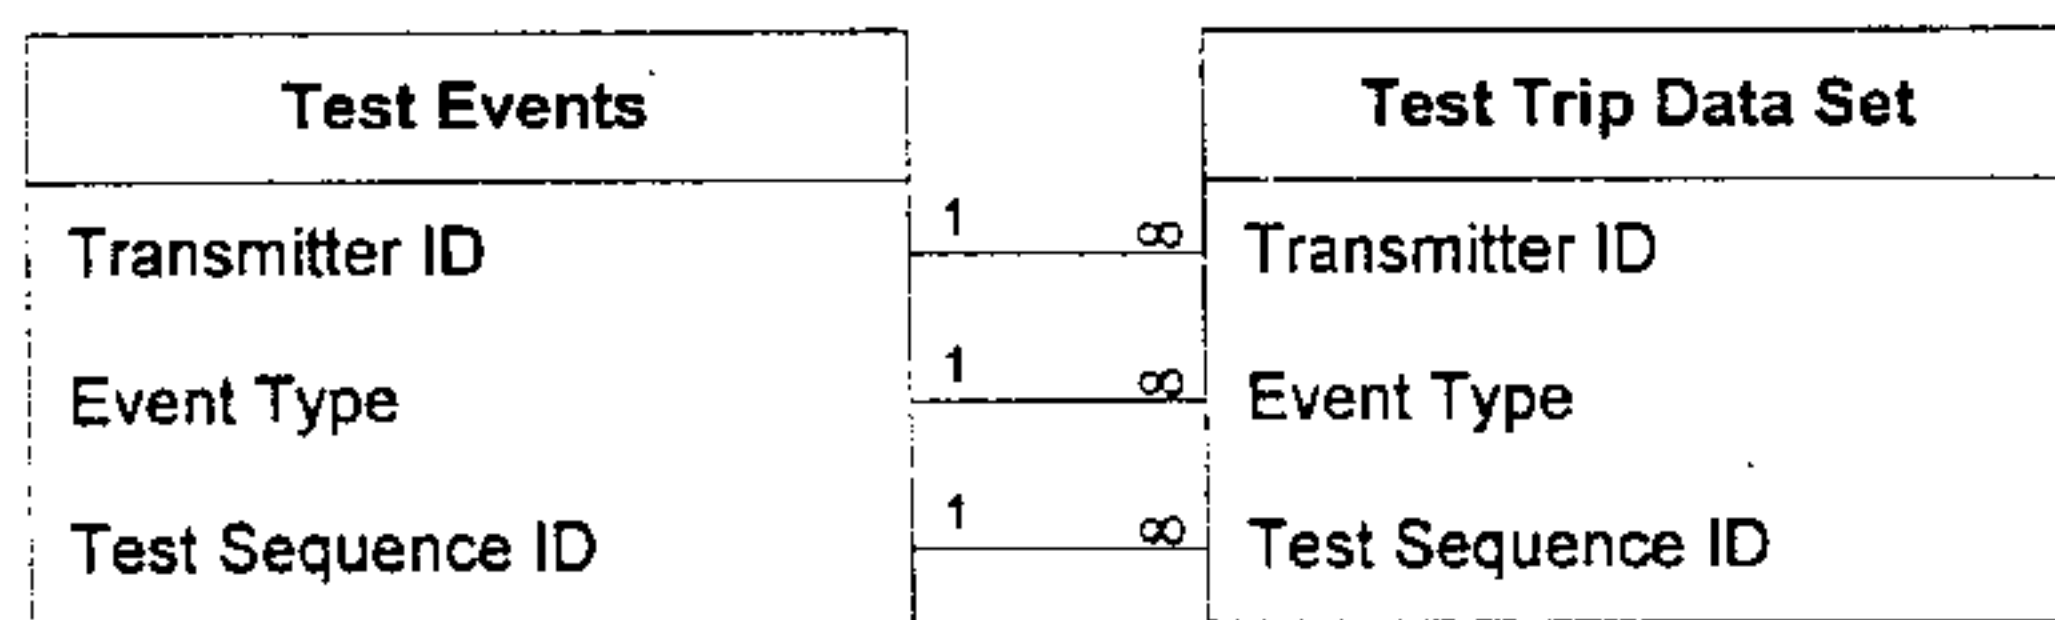 Test Events
Test Trip Data Set
Transmitter ID
1 ∞
Transmitter ID
Event Type
1 ∞
Event Type
Test Sequence ID
1 ∞
Test Sequence ID